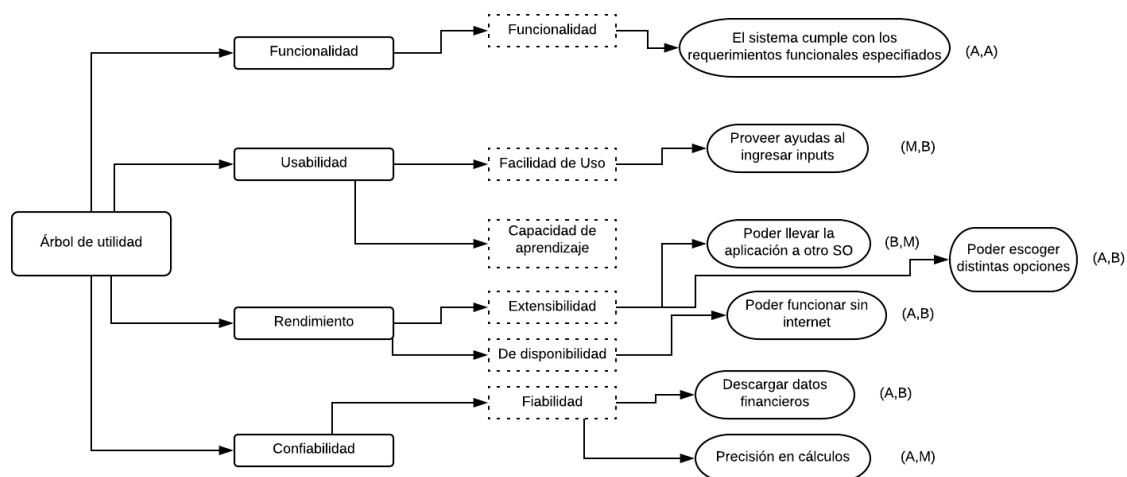 Funcionalidad
Funcionalidad
El sistema cumple con los
requerimientos funcionales especifiados
(A,A)
Usabilidad
Facilidad de Uso
Proveer ayudas al
ingresar inputs
(M,B)
Árbol de utilidad
Capacidad de
aprendizaje
Poder llevar la
aplicación a otro SO
(B,M)
Poder escoger
distintas opciones
(A,B)
Rendimiento
Extensibilidad
Poder funcionar sin
internet
(A,B)
De disponibilidad
Confiabilidad
Fiabilidad
Descargar datos
financieros
(A,B)
Precisión en cálculos
(A,M)